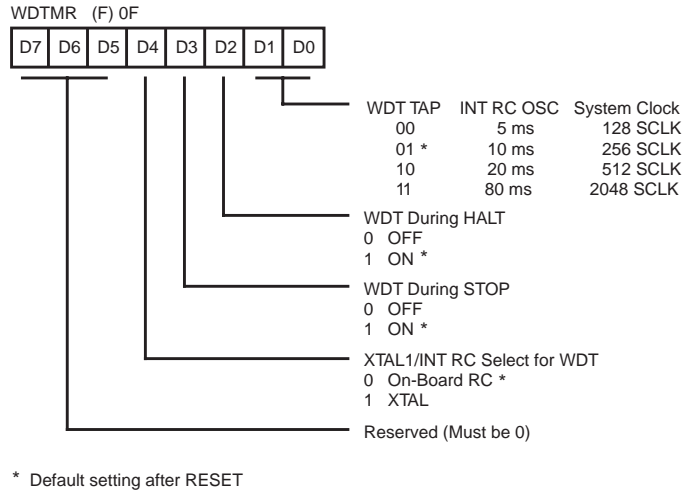 WDTMR (F) 0F
D7 D6 D5 D4 D3 D2 D1 D0
WDT TAP INT RC OSC System Clock
00 5 ms 128 SCLK
01 * 10 ms 256 SCLK
10 20 ms 512 SCLK
11 80 ms 2048 SCLK
WDT During HALT
0 OFF
1 ON *
WDT During STOP
0 OFF
1 ON *
XTAL1/INT RC Select for WDT
0 On-Board RC *
1 XTAL
Reserved (Must be 0)
* Default setting after RESET